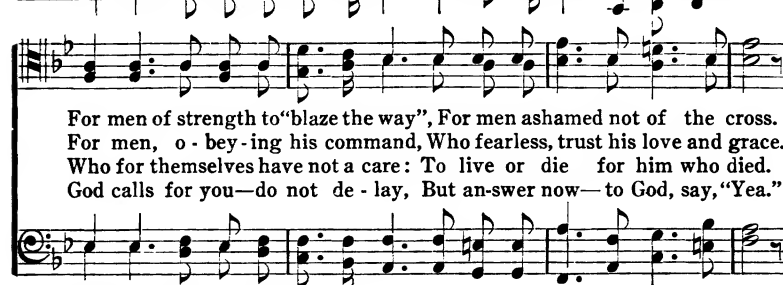 For men of strength to“blaze the way”, For men ashamed not of the cross.
For men, o - bey - ing his command, Who fearless, trust his love and grace.
Who for themselves have not a care: To live or die for him who died.
God calls for you—do not de - lay, But an-swer now—to God, say, “Yea.”